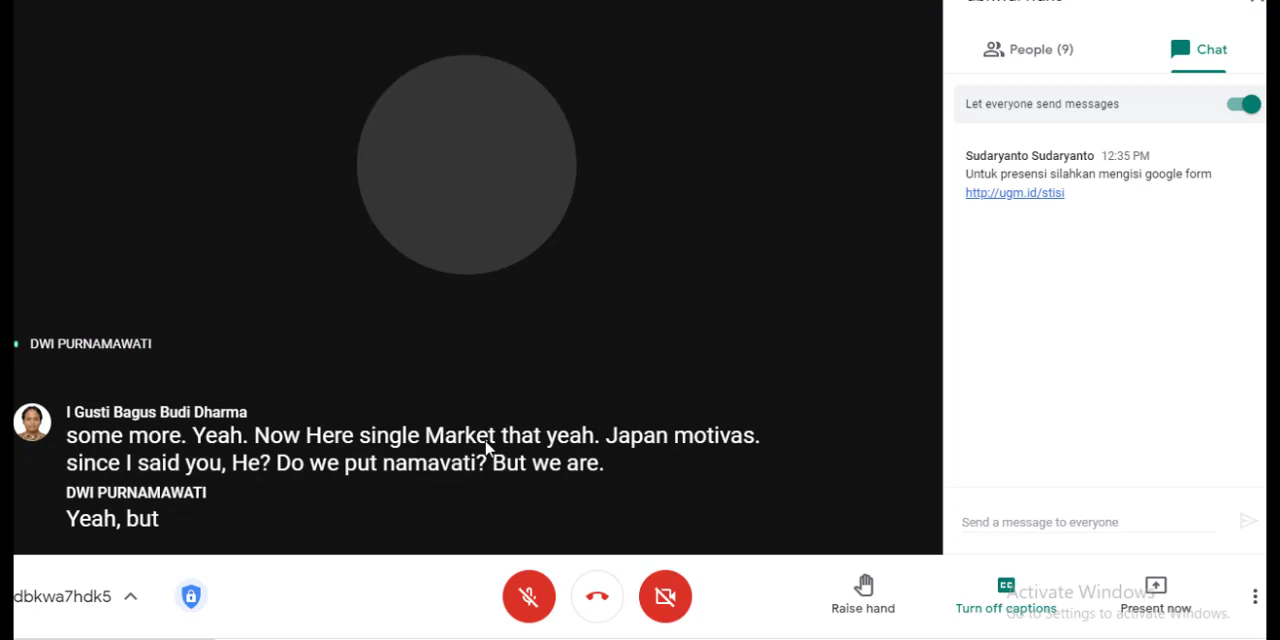 People (9)
Chat
Let everyone send messages
Sudaryanto Sudaryanto 12:35 PM
Untuk presensi silahkan mengisi google form
http://ugm.id/stisi
DWI PURNAMAWATI
I Gusti Bagus Budi Dharma
some more. Yeah. Now Here single Market that yeah. Japan motivas.
since I said you, He? Do we put namavati? But we are.
DWI PURNAMAWATI
Yeah, but
Send a message to everyone
dbkwa7hdk5
Raise hand
CC
Turn off captions
Present now
Activate Windows
Go to Settings to activate Windows.